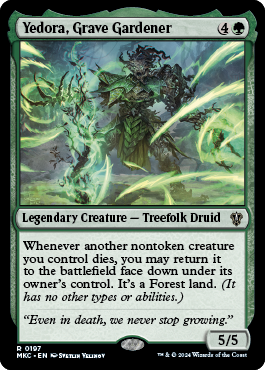 Yedora, Grave Gardener 4
Legendary Creature — Treefolk Druid
Whenever another nontoken creature
you control dies, you may return it
to the battlefield face down under its
owner's control. It's a Forest land. (It
has no other types or abilities.)
"Even in death, we never stop growing."
5/5
R 0197
MKC • EN Svetlin Velinov
™ & © 2024 Wizards of the Coast